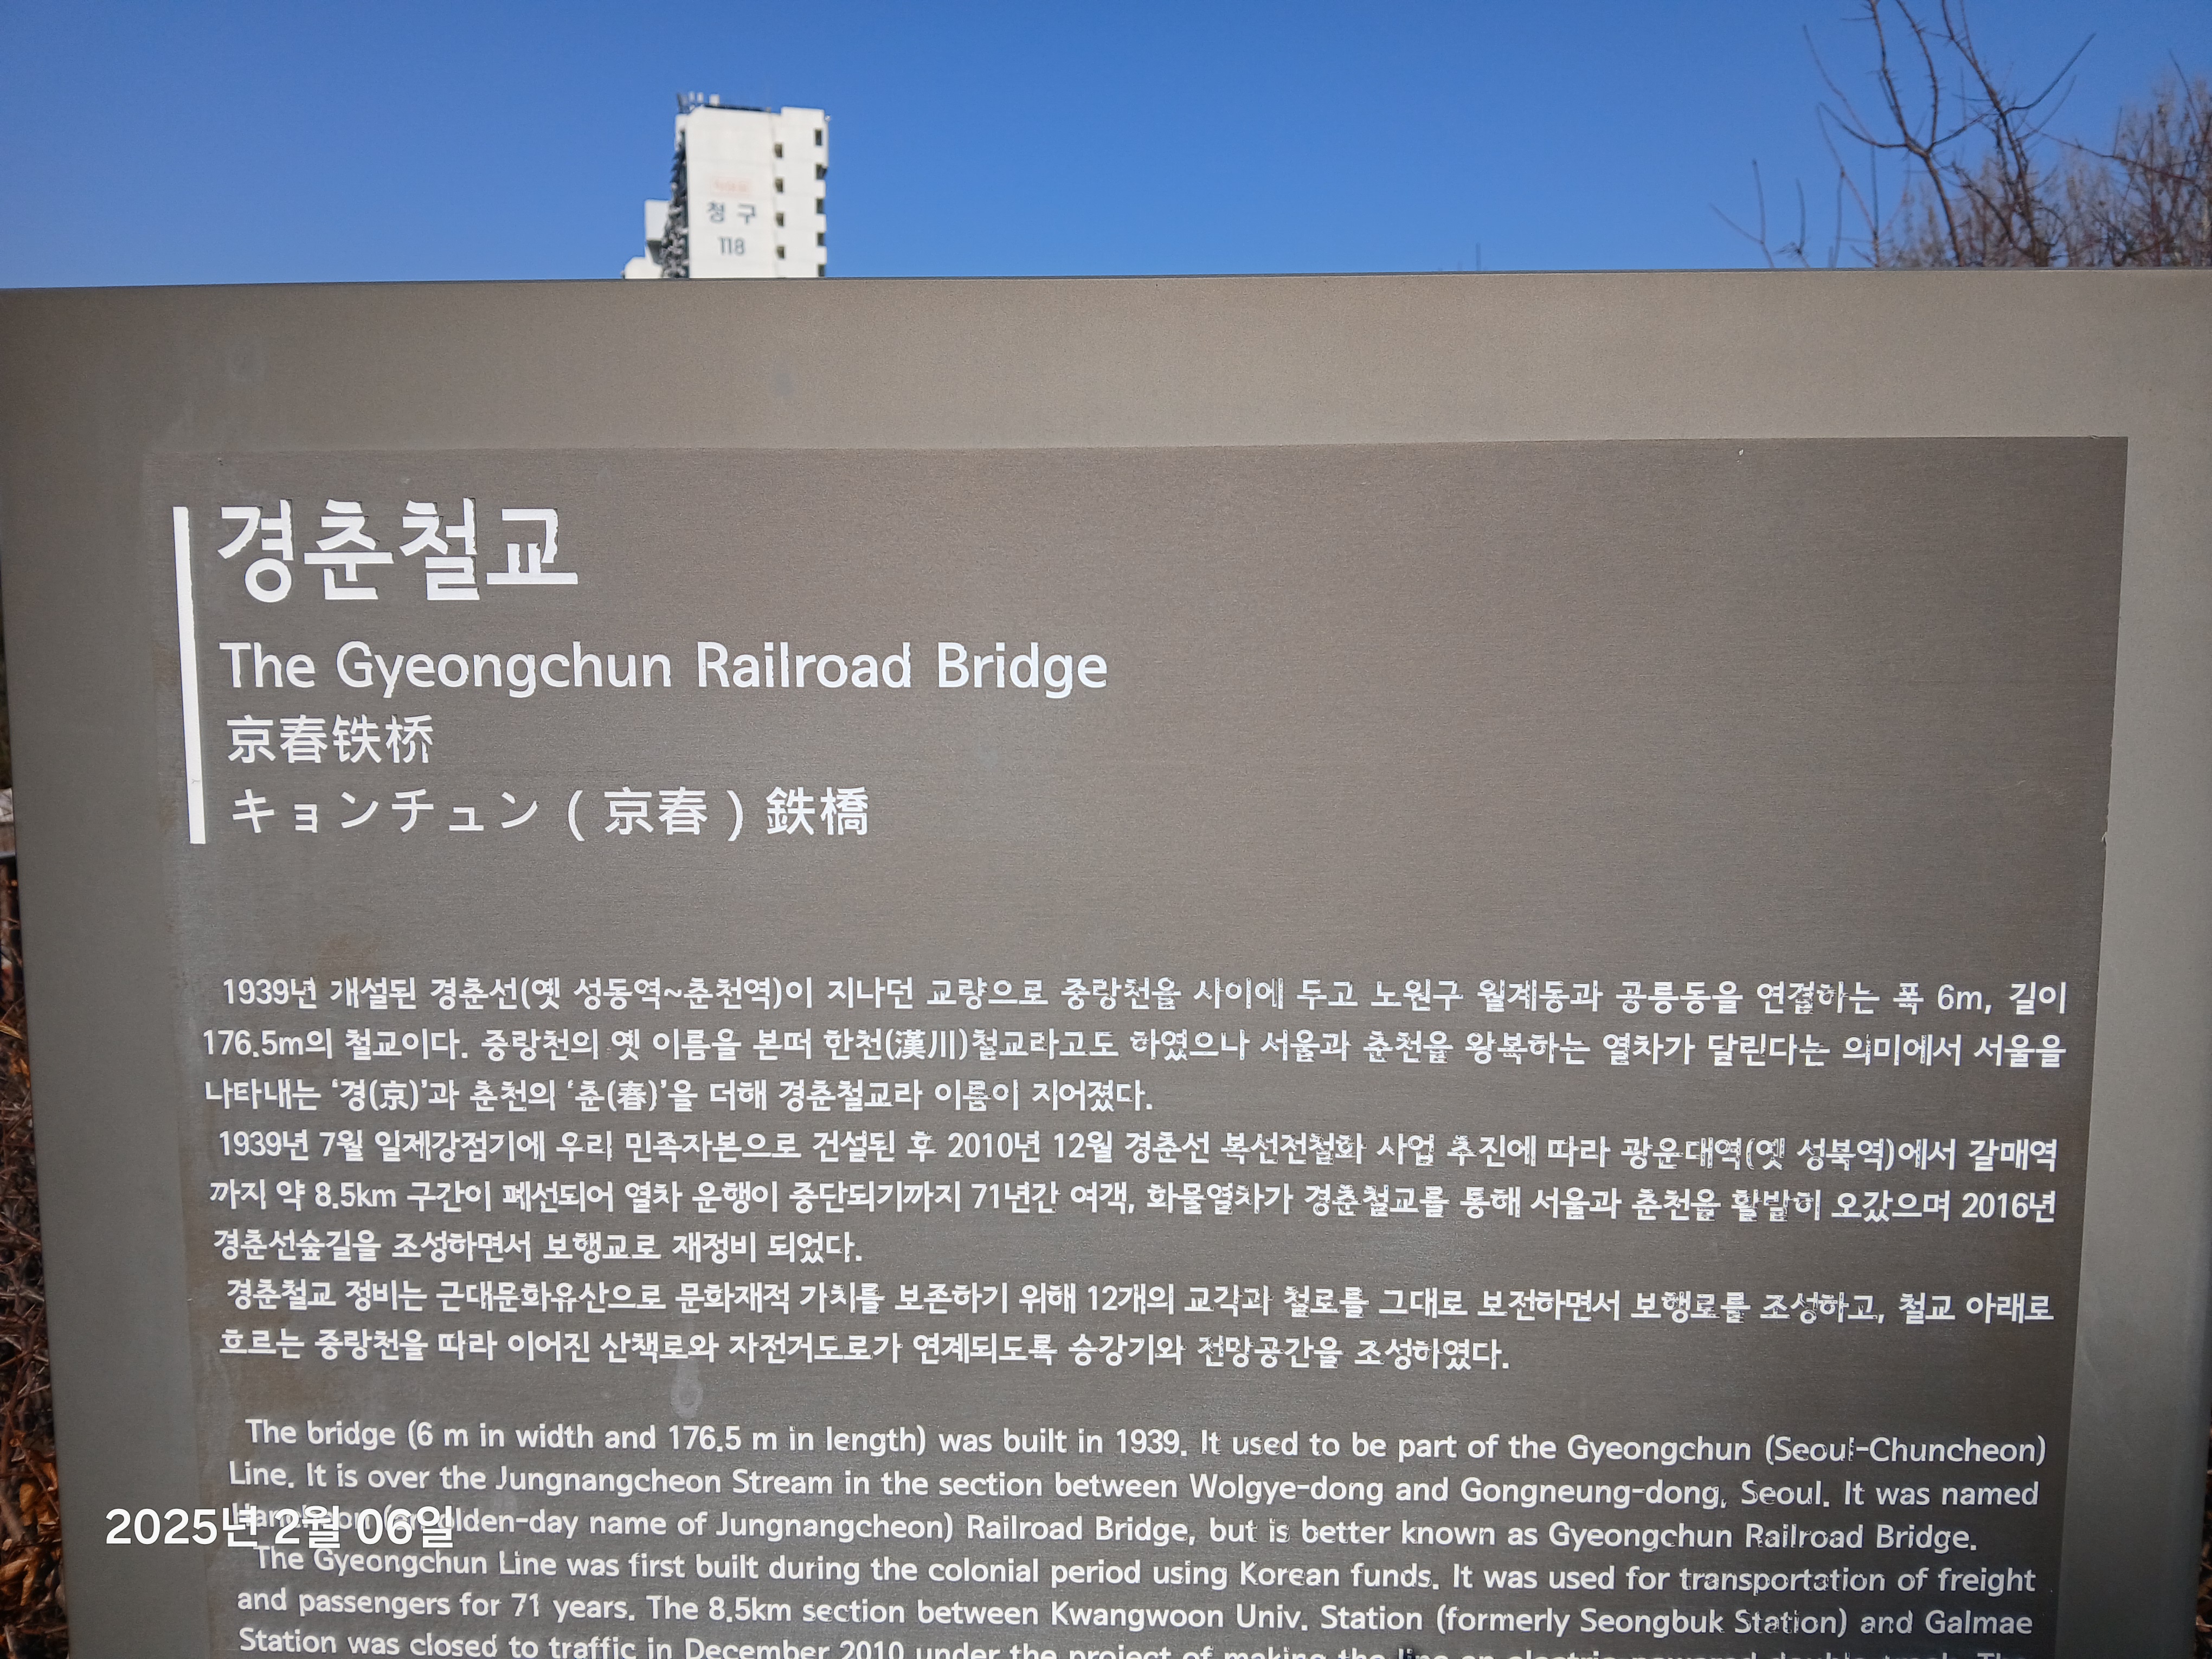 청구
118
경춘철교
The Gyeongchun Railroad Bridge
京春铁桥
キョンチュン ( 京春 ) 鉄橋
1939년 개설된 경춘선(옛 성동역~춘천역)이 지나던 교량으로 중랑천을 사이에 두고 노원구 월계동과 공릉동을 연결하는 폭 6m, 길이
176.5m의 철교이다. 중랑천의 옛 이름을 본떠 한천(漢川)철교라고도 하였으나 서울과 춘천을 왕복하는 열차가 달린다는 의미에서 서울을
나타내는 ‘경(京)’과 춘천의 ‘춘(春)’을 더해 경춘철교라 이름이 지어졌다.
1939년 7월 일제강점기에 우리 민족자본으로 건설된 후 2010년 12월 경춘선 복선전철화 사업 추진에 따라 광운대역(옛 성북역)에서 갈매역
까지 약 8.5km 구간이 폐선되어 열차 운행이 중단되기까지 71년간 여객, 화물열차가 경춘철교를 통해 서울과 춘천을 활발히 오갔으며 2016년
경춘선숲길을 조성하면서 보행교로 재정비 되었다.
경춘철교 정비는 근대문화유산으로 문화재적 가치를 보존하기 위해 12개의 교각과 철로를 그대로 보전하면서 보행로를 조성하고, 철교 아래로
흐르는 중랑천을 따라 이어진 산책로와 자전거도로가 연계되도록 승강기와 전망공간을 조성하였다.
The bridge (6 m in width and 176.5 m in length) was built in 1939. It used to be part of the Gyeongchun (Seoul-Chuncheon)
Line. It is over the Jungnangcheon Stream in the section between Wolgye-dong and Gongneung-dong, Seoul. It was named
olden-day name of Jungnangcheon) Railroad Bridge, but is better known as Gyeongchun Railroad Bridge.
2025년 2월 06일
The Gyeongchun Line was first built during the colonial period using Korean funds. It was used for transportation of freight
and passengers for 71 years. The 8.5km section between Kwangwoon Univ. Station (formerly Seongbuk Station) and Galmae
Station was closed to traffic in December 2010 under the project of making the line an electric-powered double-track. The